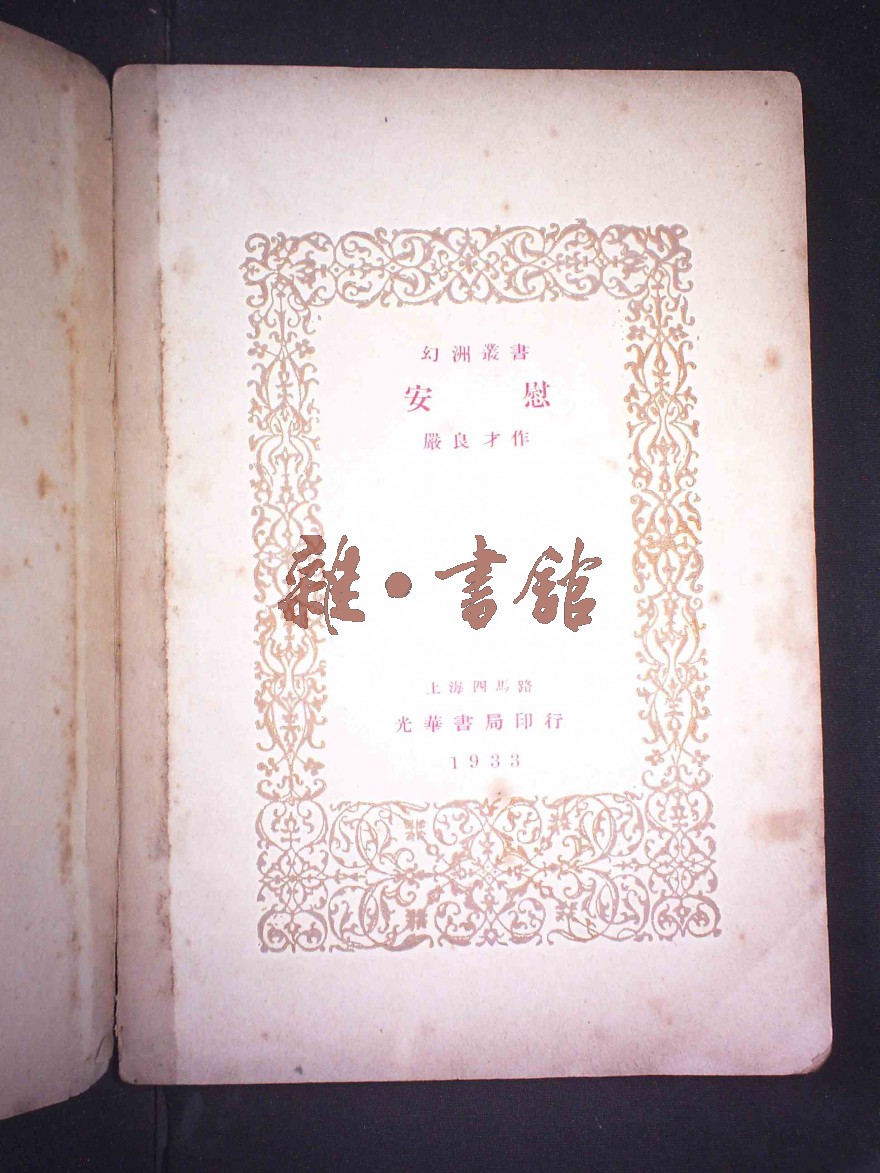 幻洲叢書
安慰
嚴良才作
雜·書館
上海四馬路
光華書局印行
1933